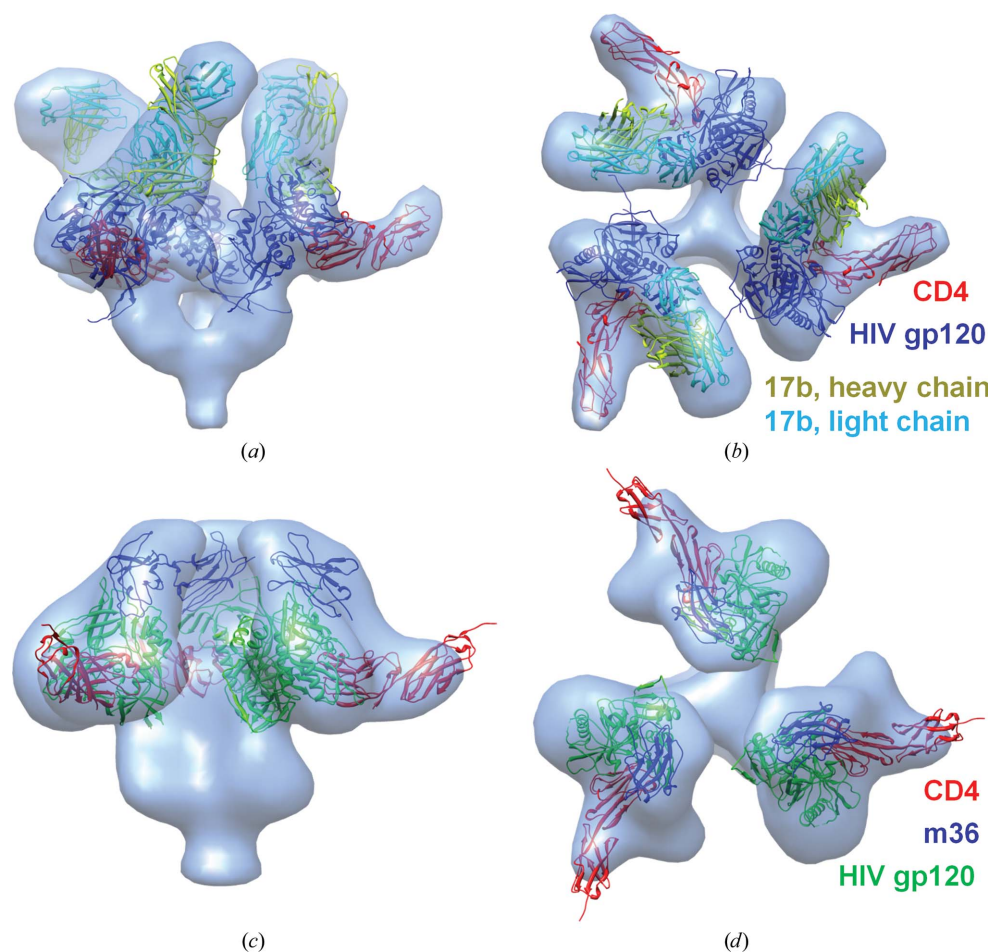 CD4
HIV gp120
17b, heavy chain
17b, light chain
(a)
(b)
CD4
m36
HIV gp120
(c)
(d)